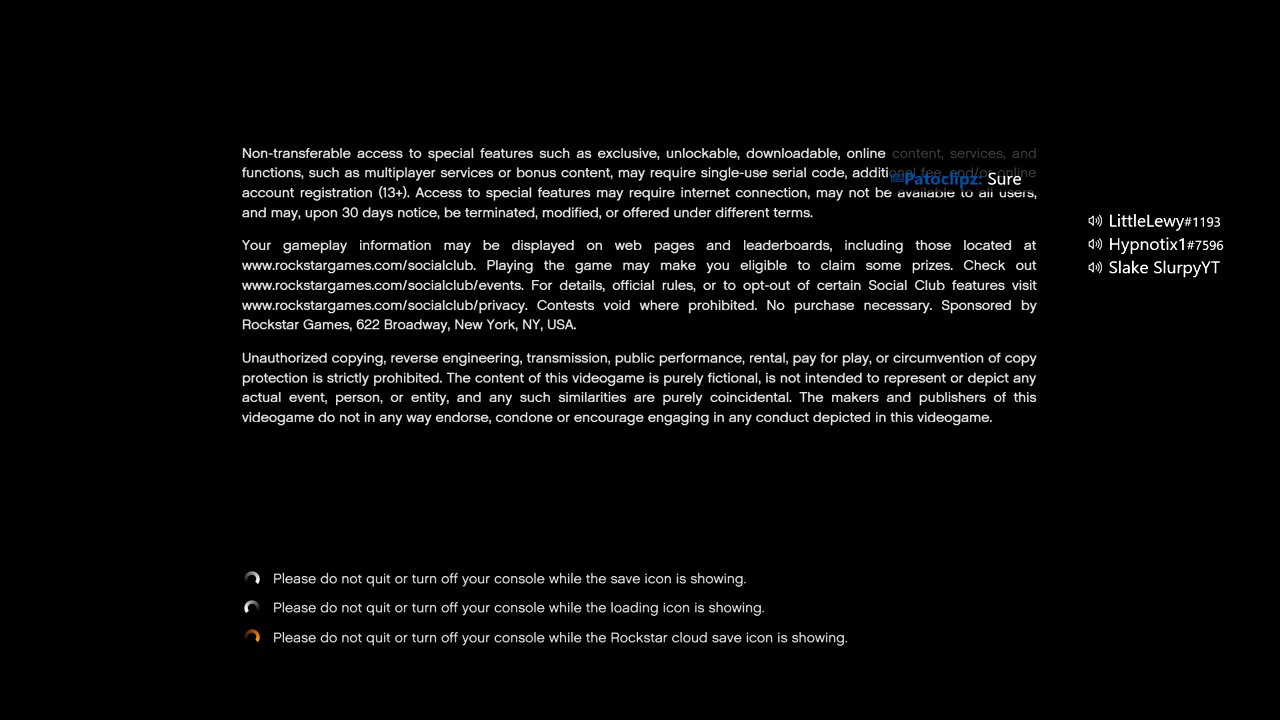 Non-transferable access to special features such as exclusive, unlockable, downloadable, online content, services, and
functions, such as multiplayer services or bonus content, may require single-use serial code, additional fee, and/or online
Patoclipz: Sure
account registration (13+). Access to special features may require internet connection, may not be available to all users,
and may, upon 30 days notice, be terminated, modified, or offered under different terms.
LittleLewy#1193
Hypnotix1#7596
Slake SlurpyYT
Your gameplay information may be displayed on web pages and leaderboards, including those located at
www.rockstargames.com/socialclub. Playing the game may make you eligible to claim some prizes. Check out
www.rockstargames.com/socialclub/events. For details, official rules, or to opt-out of certain Social Club features visit
www.rockstargames.com/socialclub/privacy. Contests void where prohibited. No purchase necessary. Sponsored by
Rockstar Games, 622 Broadway, New York, NY, USA.
Unauthorized copying, reverse engineering, transmission, public performance, rental, pay for play, or circumvention of copy
protection is strictly prohibited. The content of this videogame is purely fictional, is not intended to represent or depict any
actual event, person, or entity, and any such similarities are purely coincidental. The makers and publishers of this
videogame do not in any way endorse, condone or encourage engaging in any conduct depicted in this videogame.
Please do not quit or turn off your console while the save icon is showing.
Please do not quit or turn off your console while the loading icon is showing.
Please do not quit or turn off your console while the Rockstar cloud save icon is showing.